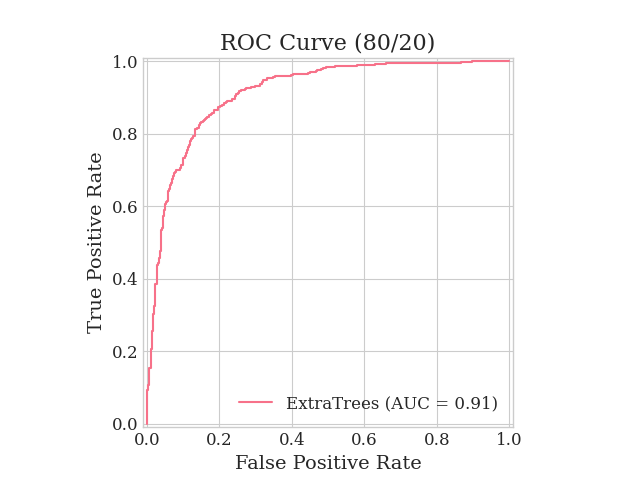 ROC Curve (80/20)
True Positive Rate
1.0
0.8
0.6
0.4
0.2
0.0
ExtraTrees (AUC = 0.91)
0.0 0.2 0.4 0.6 0.8 1.0
False Positive Rate